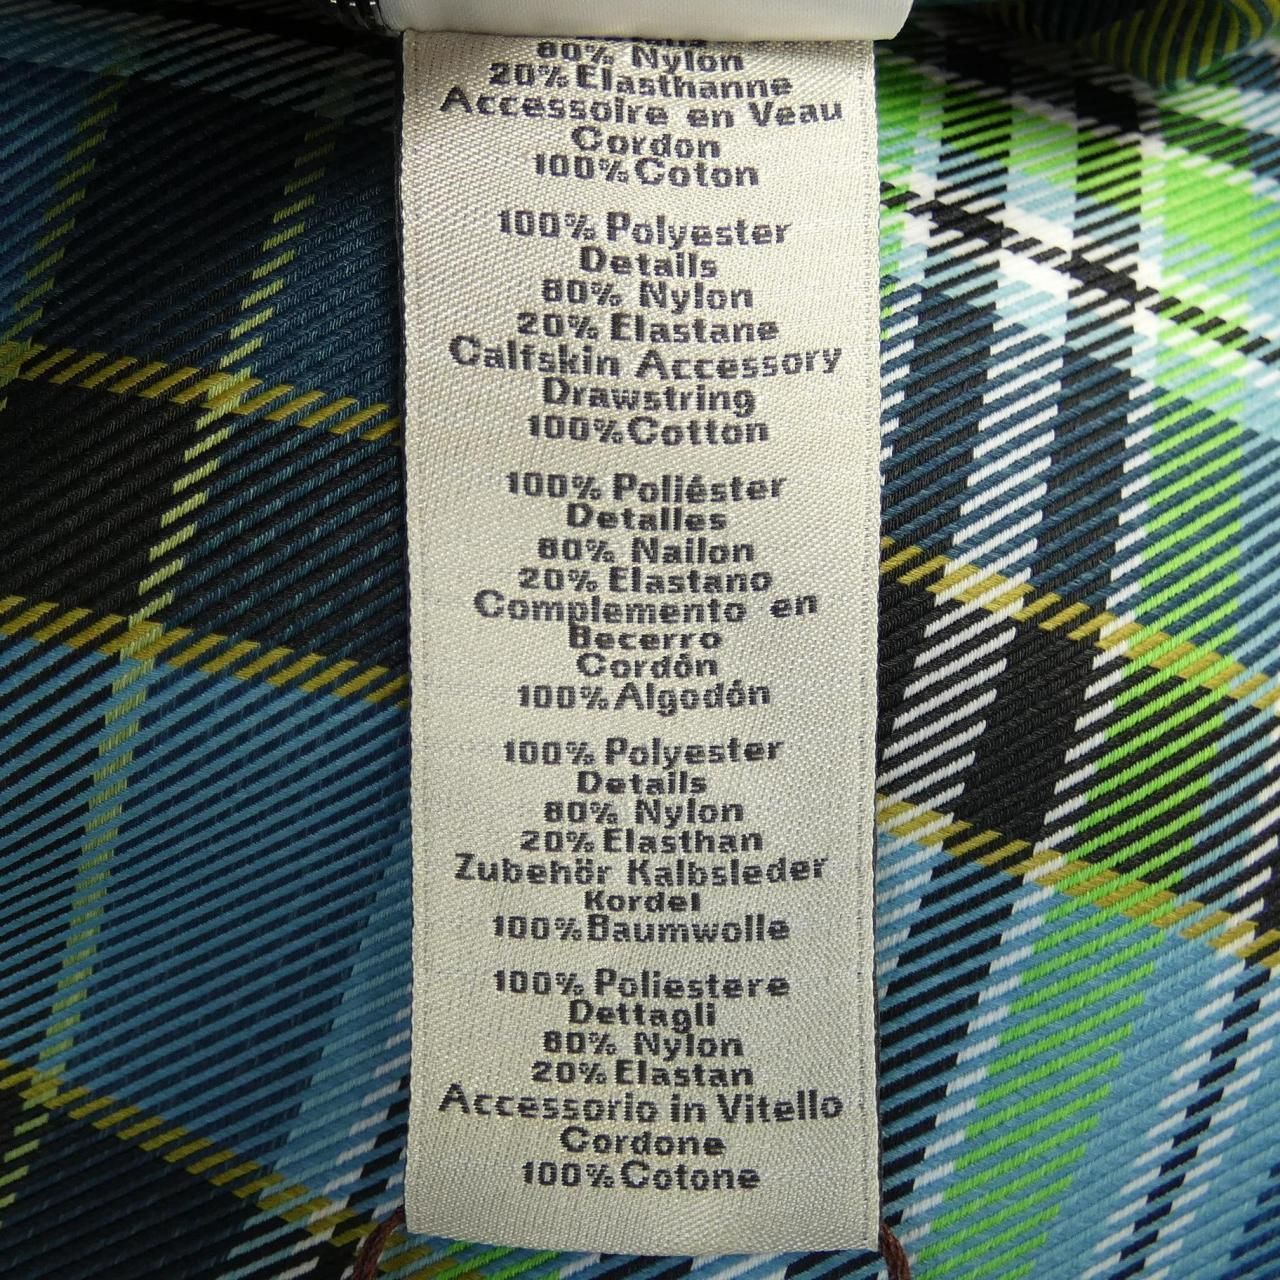 80% Nylon
20% Elasthanne
Accessoire en Veau
Cordon
100% Coton
100% Polyester
Details
80% Nylon
20% Elastane
Calfskin Accessory
Drawstring
100% Cotton
100% Poliéster
Detalles
80% Nailon
20% Elastano
Complemento en
Becerro
Cordón
100% Algodón
100% Polyester
Details
80% Nylon
20% Elasthan
Zubehör Kalbsleder
Kordel
100% Baumwolle
100% Poliestere
Dettagli
80% Nylon
20% Elastan
Accessorio in Vitello
Cordone
100% Cotone